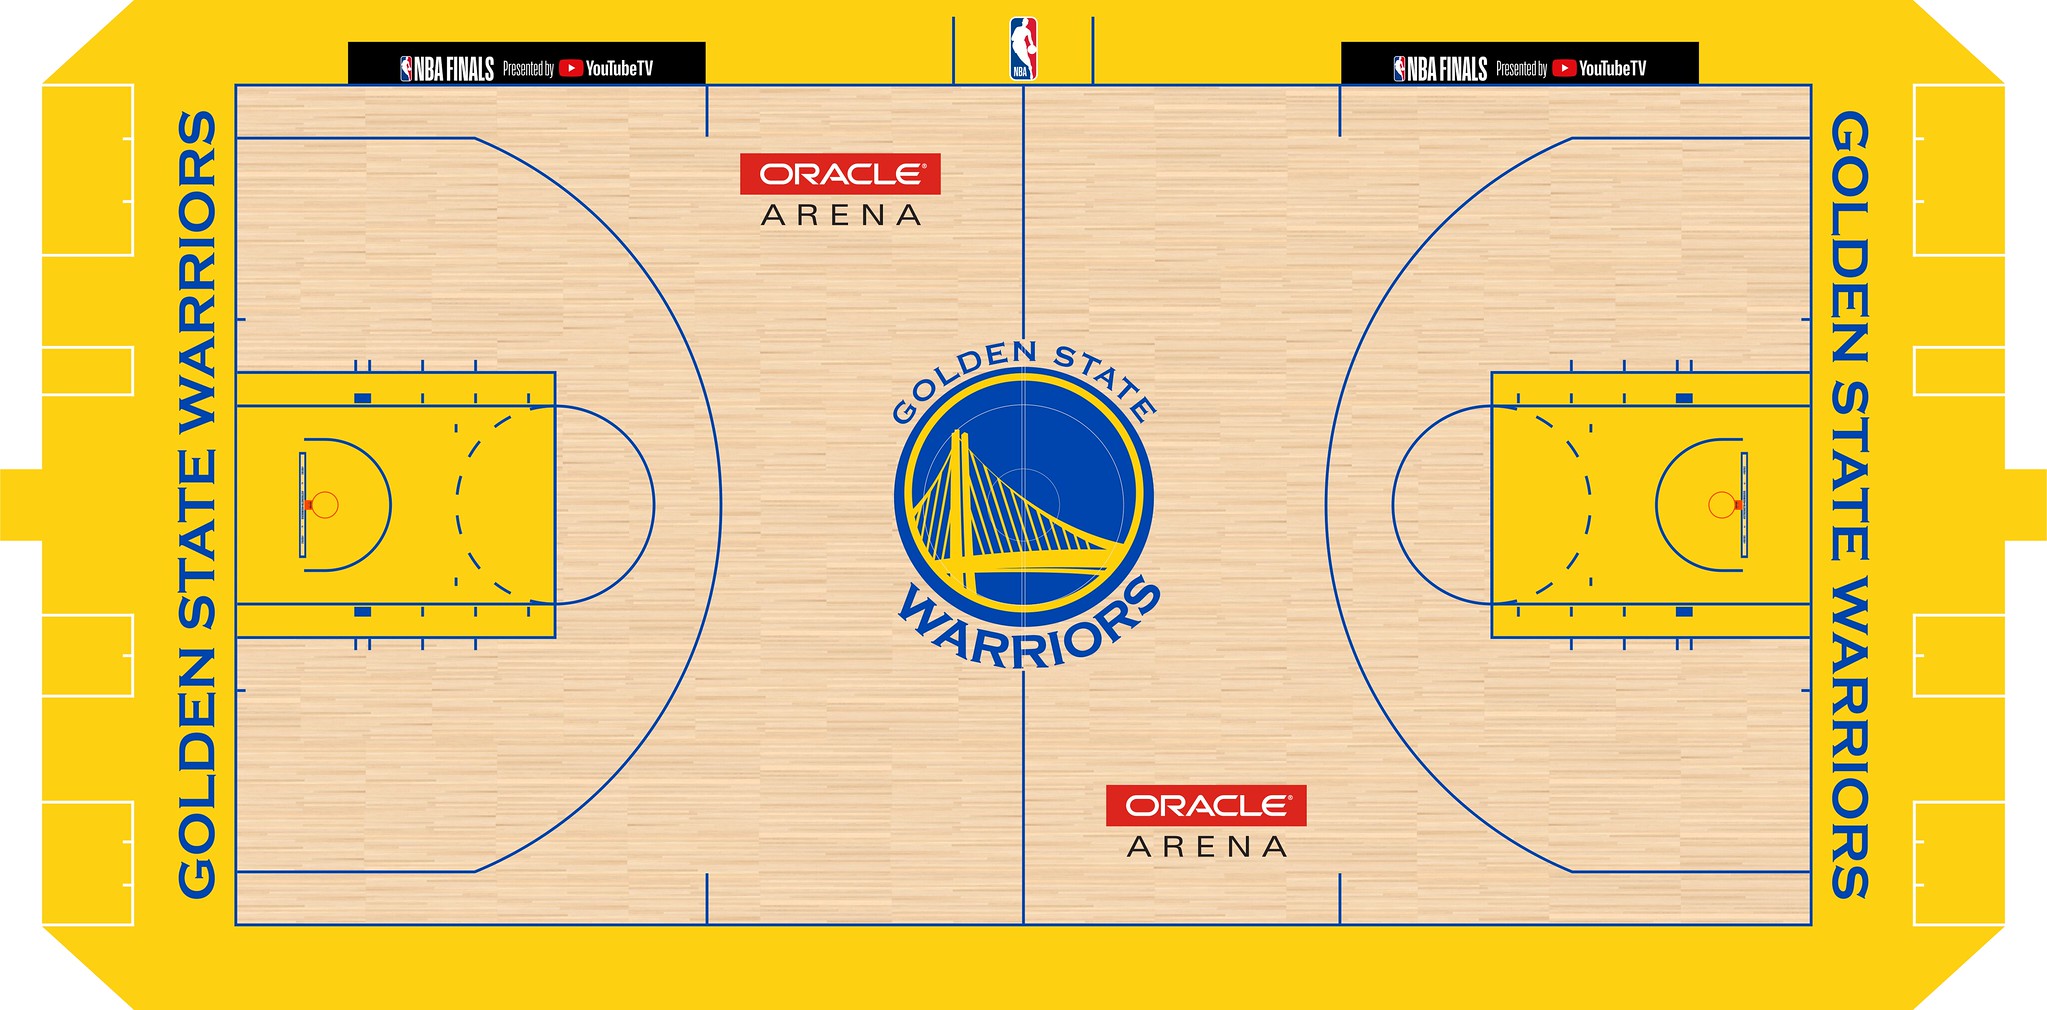 NBA FINALS Presented by YouTubeTV
NBA
NBA FINALS Presented by YouTubeTV
GOLDEN STATE WARRIORS
ORACLE®
ARENA
GOLDEN STATE
WARRIORS
ORACLE®
ARENA
GOLDEN STATE WARRIORS